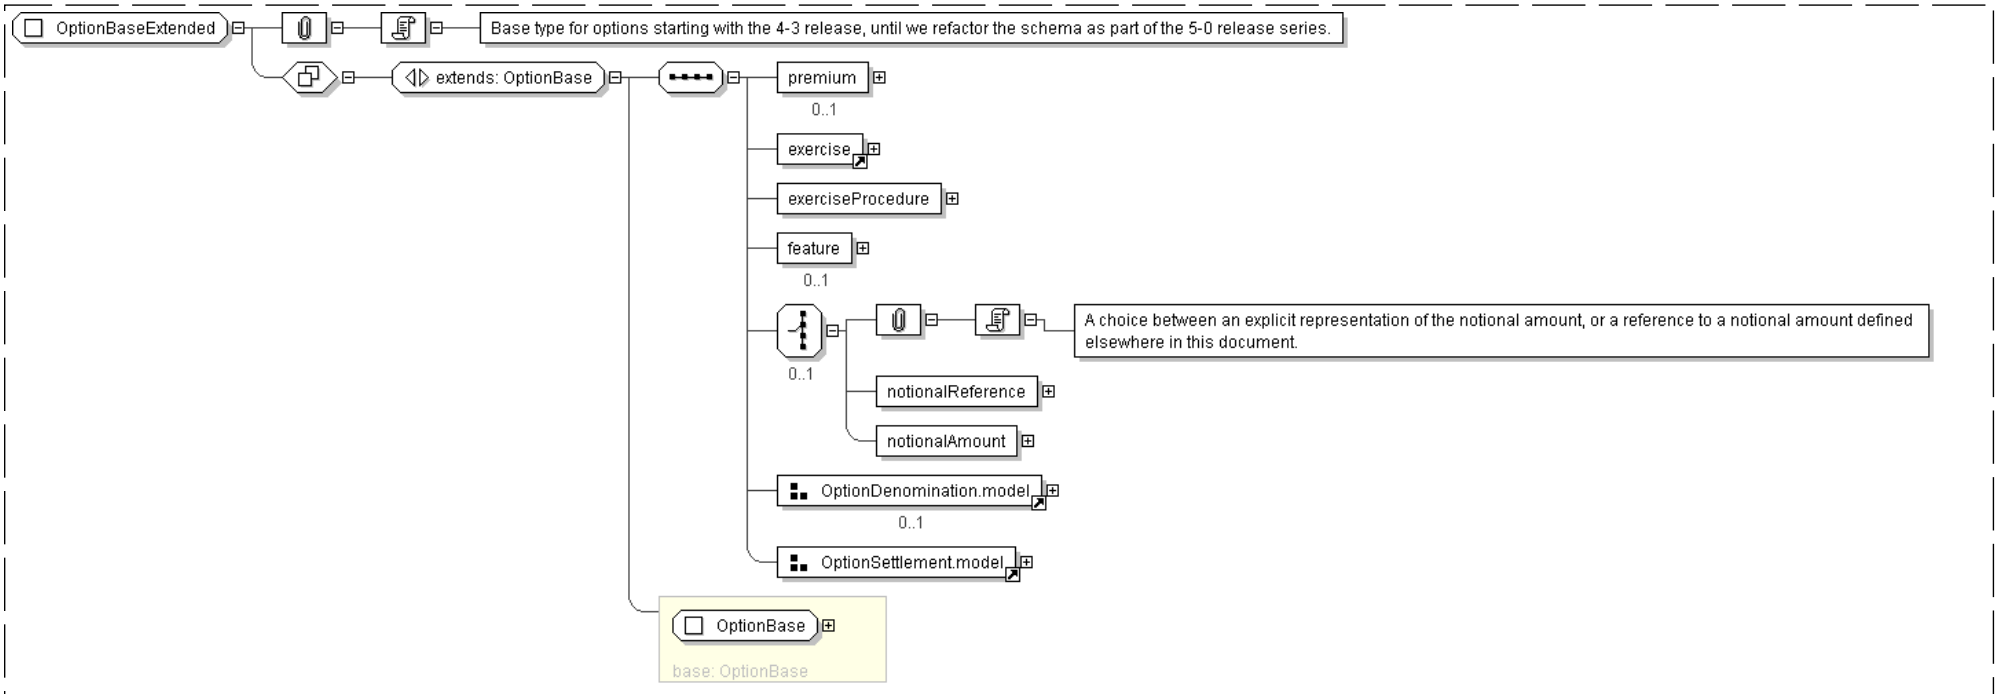 OptionBaseExtended
Base type for options starting with the 4-3 release, until we refactor the schema as part of the 5-0 release series.
extends: OptionBase
premium
0..1
exercise
exerciseProcedure
feature
0..1
A choice between an explicit representation of the notional amount, or a reference to a notional amount defined
elsewhere in this document.
0..1
notionalReference
notionalAmount
OptionDenomination.model
0..1
OptionSettlement.model
OptionBase
base: OptionBase